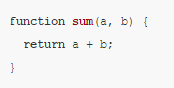 function sum(a, b) {
  return a + b;
}